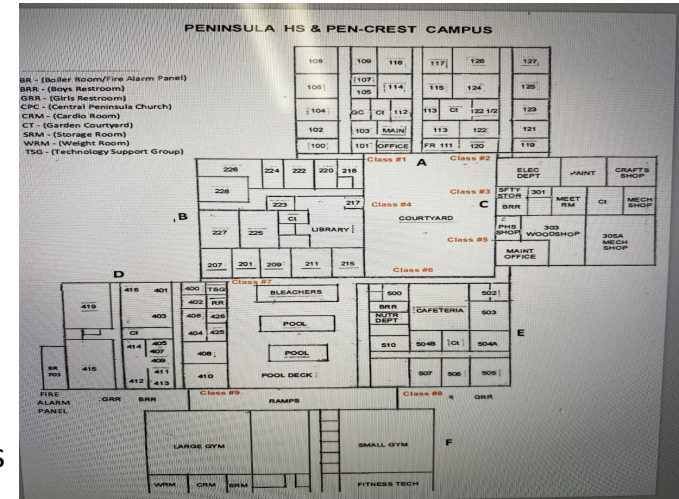 PENINSULA HS & PEN-CREST CAMPUS
BR - (Boiler Room/Fire Alarm Panel)
BRR - (Boys Restroom)
GRR - (Girls Restroom)
CPC - (Central Peninsula Church)
CRM - (Cardio Room)
CT - (Garden Courtyard)
SRM - (Storage Room)
WRM - (Weight Room)
TSG - (Technology Support Group)
108 109 116 117 126 127
106 107 105 114 115 124 125
104 GC Ct 112 113 Ct 122 1/2 123
102 103 MAIN 113 122 121
100 101 OFFICE FR 111 120 119
Class #1 A Class #2
226 224 222 220 218
228
223 217
Class #4
Class #3
C
COURTYARD
B
Ct
LIBRARY
227 225
Class #5
207 201 209 211 215
Class #6
ELEC DEPT PAINT CRAFTS SHOP
SFTY STOR 301 MEET RM Ct MECH SHOP
BRR
PHS SHOP 303 WOODSHOP 305A MECH SHOP
MAINT OFFICE
D
Class #7
416 401 400 TSG
419 402 RR
403 406 426
Ct 404 425
414 405
407
409 408
415 411 410
412 413
BR 703
FIRE ALARM PANEL
GRR BRR
BLEACHERS
POOL
POOL
POOL DECK
500 502
BRR
NUTR DEPT CAFETERIA 503
E
510 504B Ct 504A
507 506 505
Class #9 RAMPS Class #8
GRR
F
LARGE GYM SMALL GYM
WRM CRM SRM FITNESS TECH
S